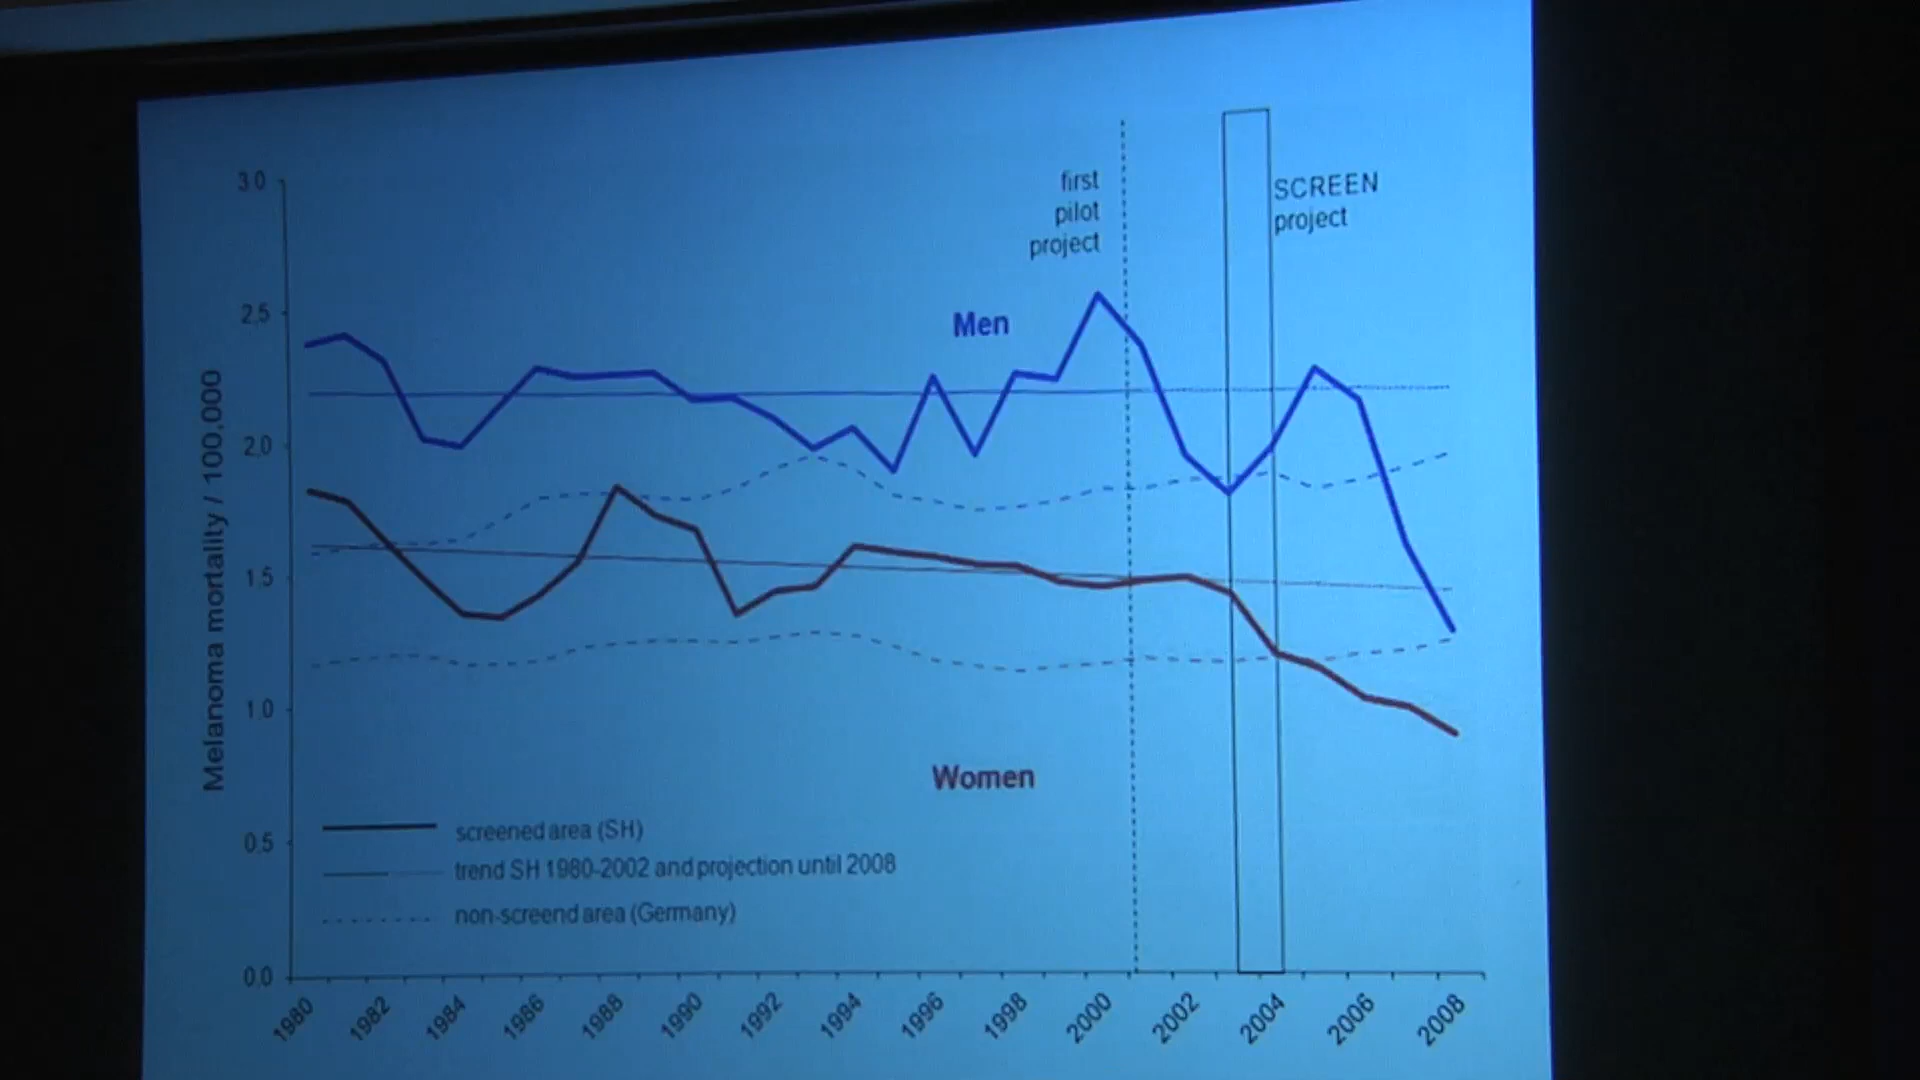 first
pilot
project
SCREEN
project
Men
Women
Melanoma mortality / 100,000
3.0
2,5
2,0
1.5
1.0
0.5
0.0
screened area (SH)
trend SH 1980-2002 and projection until 2008
non-screend area (Germany)
1980
1982
1984
1986
1988
1990
1992
1994
1996
1998
2000
2002
2004
2006
2008